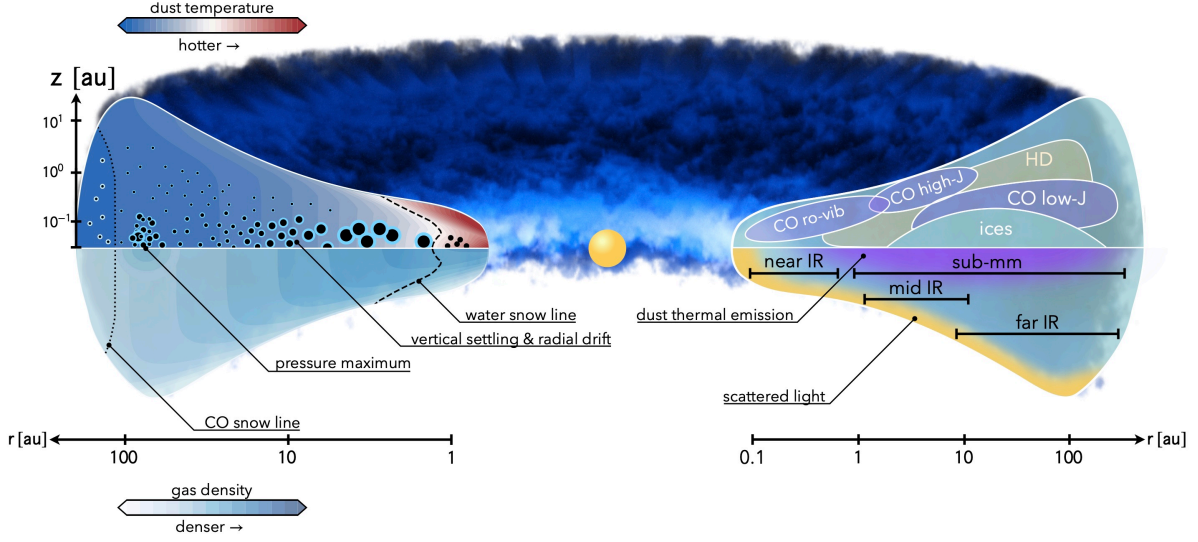 dust temperature
hotter →
z [au]
10¹
10⁰
10⁻¹
HD
CO high-J
CO ro-vib
CO low-J
ices
near IR
sub-mm
mid IR
far IR
water snow line
dust thermal emission
vertical settling & radial drift
pressure maximum
scattered light
CO snow line
r [au]
100
10
1
0.1
1
10
100
r [au]
gas density
denser →